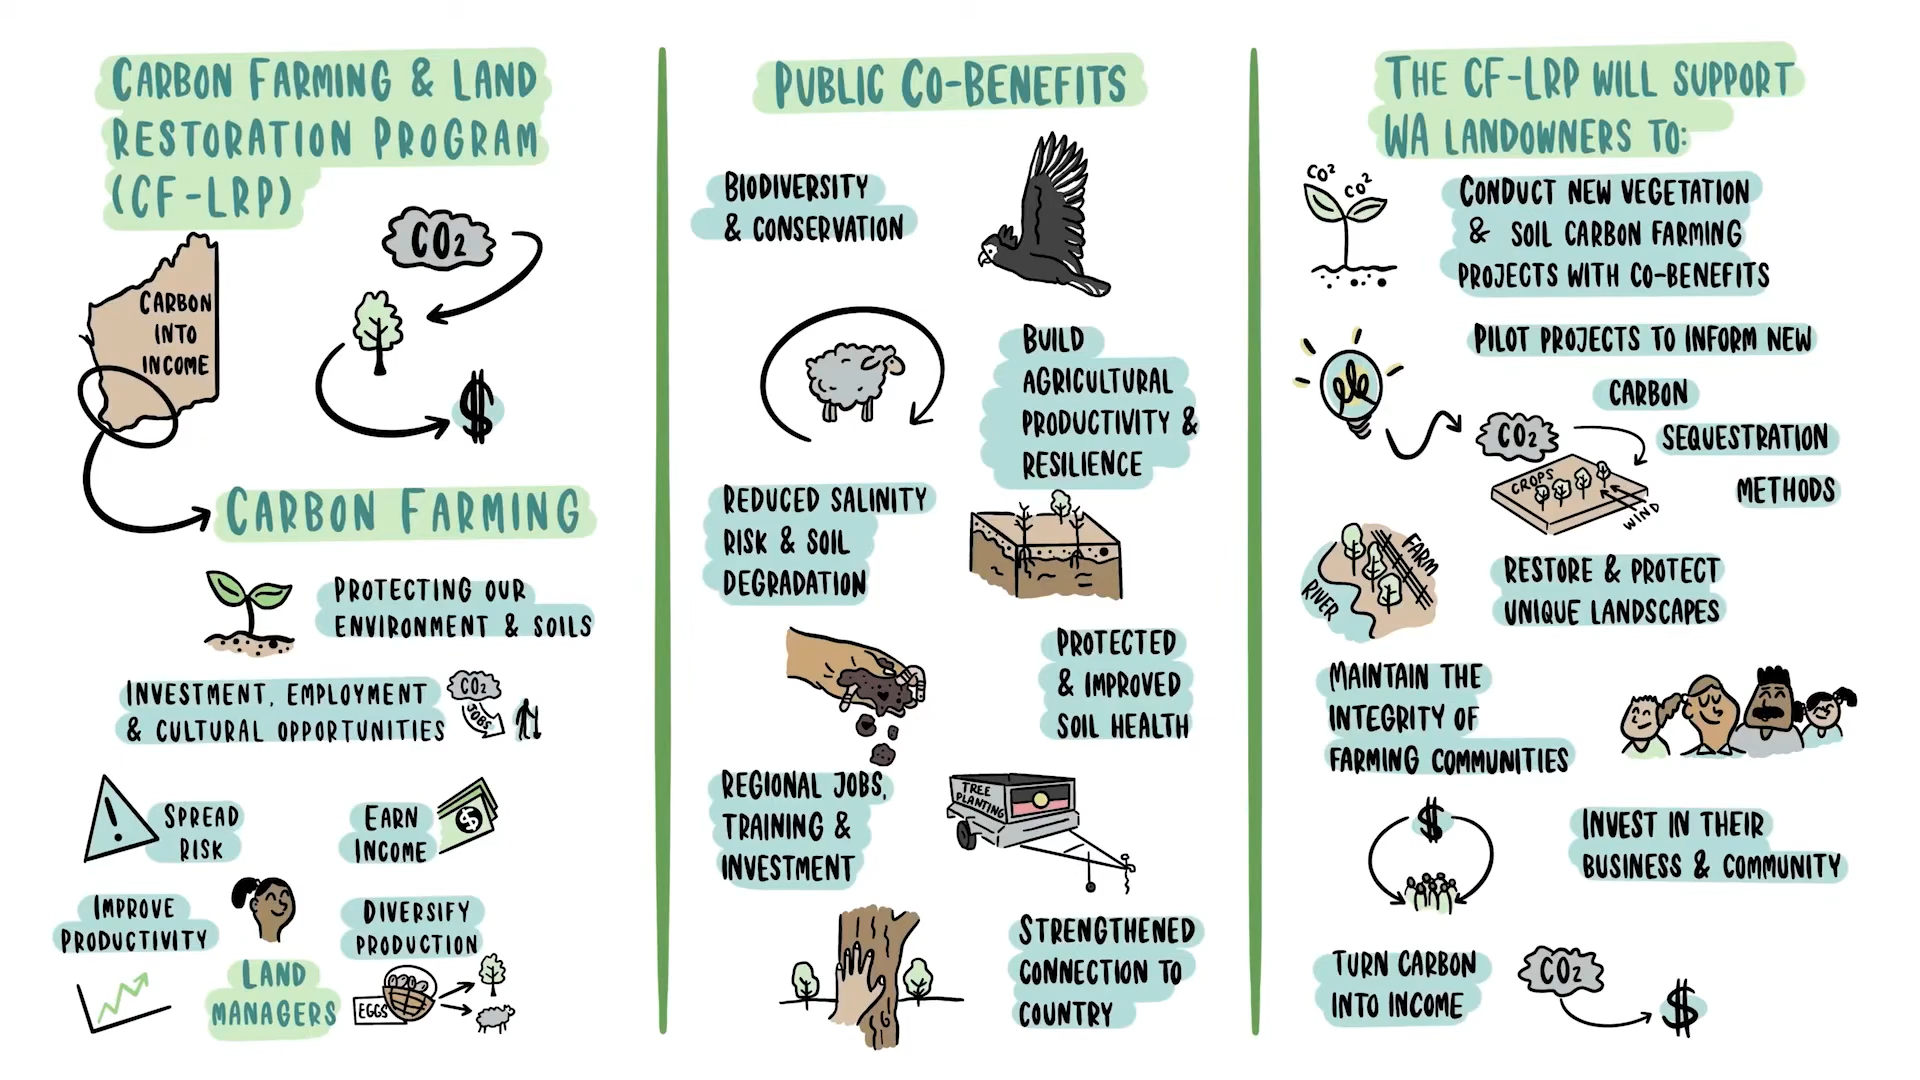 CARBON FARMING & LAND
RESTORATION PROGRAM
(CF-LRP)
CO2
CARBON
INTO
INCOME
$
CARBON FARMING
PROTECTING OUR
ENVIRONMENT & SOILS
INVESTMENT, EMPLOYMENT
& CULTURAL OPPORTUNITIES
CO2
JOBS
SPREAD
RISK
EARN
INCOME
$
IMPROVE
PRODUCTIVITY
DIVERSIFY
PRODUCTION
LAND
MANAGERS
EGGS
PUBLIC CO-BENEFITS
BIODIVERSITY
& CONSERVATION
BUILD
AGRICULTURAL
PRODUCTIVITY &
RESILIENCE
REDUCED SALINITY
RISK & SOIL
DEGRADATION
PROTECTED
& IMPROVED
SOIL HEALTH
REGIONAL JOBS,
TRAINING &
INVESTMENT
TREE
PLANTING
STRENGTHENED
CONNECTION TO
COUNTRY
THE CF-LRP WILL SUPPORT
WA LANDOWNERS TO:
CO2
CO2
CONDUCT NEW VEGETATION
& SOIL CARBON FARMING
PROJECTS WITH CO-BENEFITS
PILOT PROJECTS TO INFORM NEW
CARBON
SEQUESTRATION
METHODS
CO2
CROPS
WIND
FARM
RIVER
RESTORE & PROTECT
UNIQUE LANDSCAPES
MAINTAIN THE
INTEGRITY OF
FARMING COMMUNITIES
$
INVEST IN THEIR
BUSINESS & COMMUNITY
TURN CARBON
INTO INCOME
CO2
$